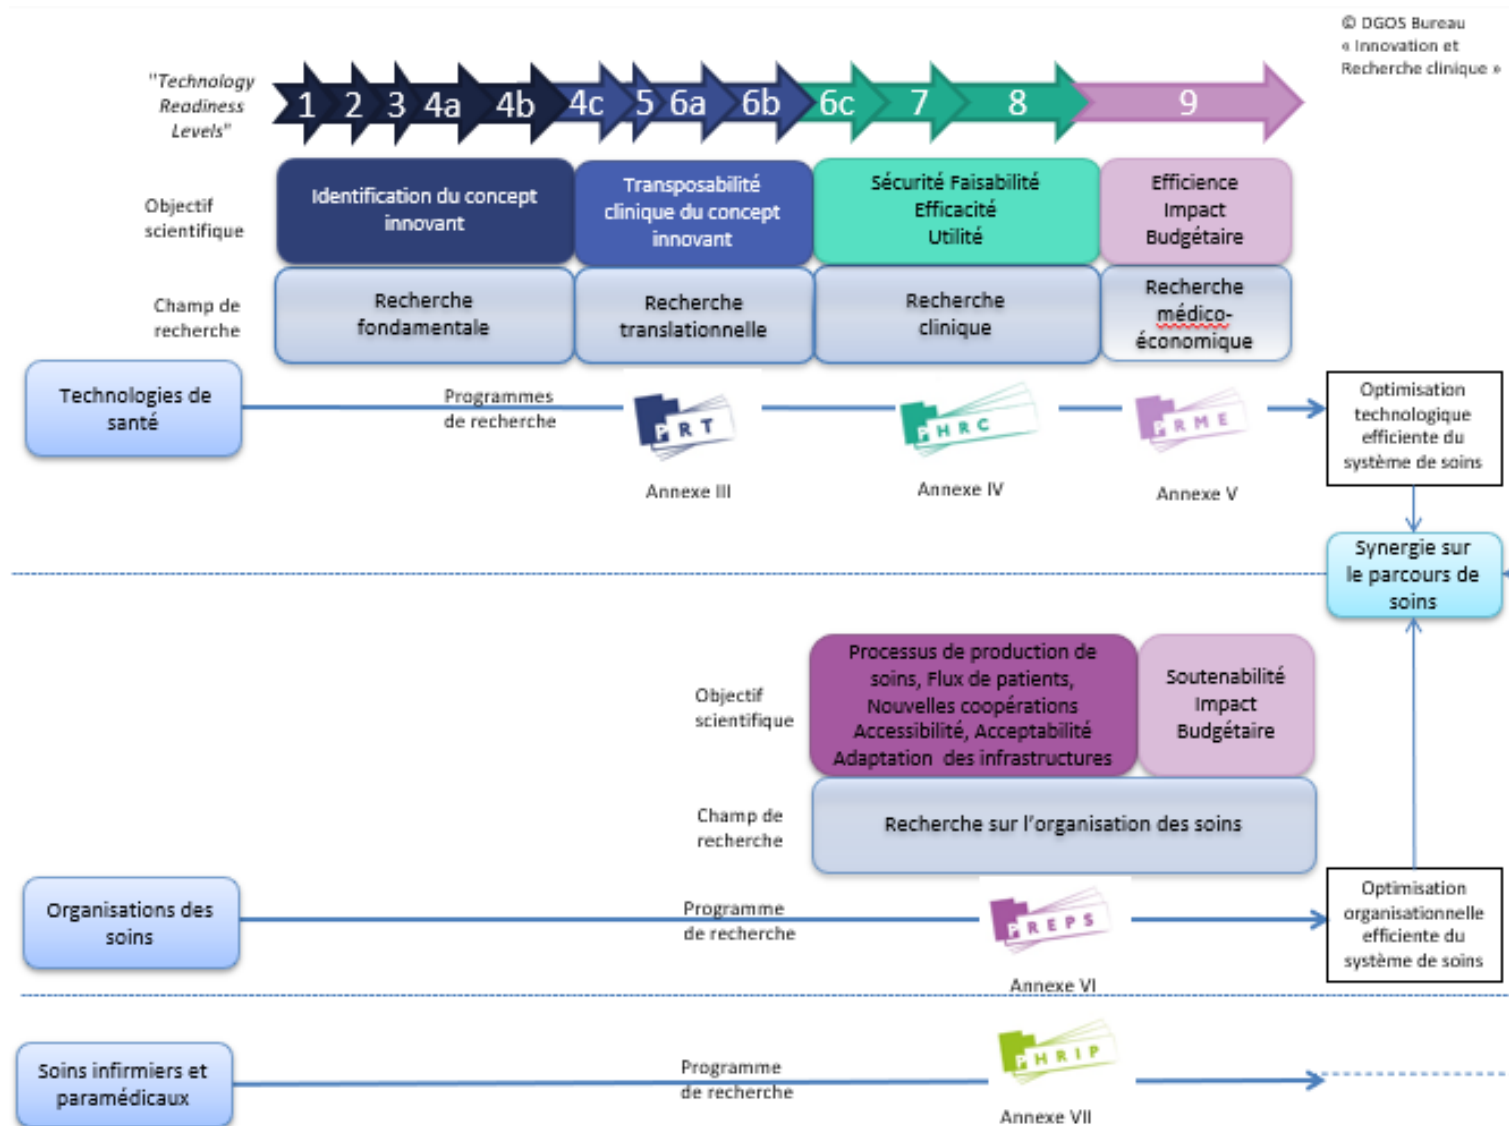 © DGOS Bureau
« Innovation et
Recherche clinique »
"Technology
Readiness
Levels"
1 2 3 4a 4b 4c 5 6a 6b 6c 7 8 9
Objectif
scientifique
Identification du concept
innovant
Transposabilité
clinique du concept
innovant
Sécurité Faisabilité
Efficacité
Utilité
Efficience
Impact
Budgétaire
Champ de
recherche
Recherche
fondamentale
Recherche
translationnelle
Recherche
clinique
Recherche
médico-
économique
Technologies de
santé
Programmes
de recherche
PRT
Annexe III
PHRC
Annexe IV
PRME
Annexe V
Optimisation
technologique
efficiente du
système de soins
Synergie sur
le parcours de
soins
Objectif
scientifique
Processus de production de
soins, Flux de patients,
Nouvelles coopérations
Accessibilité, Acceptabilité
Adaptation des infrastructures
Soutenabilité
Impact
Budgétaire
Champ de
recherche
Recherche sur l'organisation des soins
Organisations des
soins
Programme
de recherche
PREPS
Annexe VI
Optimisation
organisationnelle
efficiente du
système de soins
Soins infirmiers et
paramédicaux
Programme
de recherche
PHRIP
Annexe VII